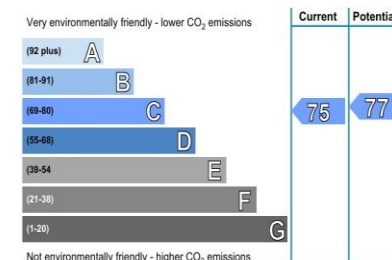 Very environmentally friendly - lower CO₂ emissions
Current
Potentia
(92 plus) A
(81-91) B
(69-80) C
75
77
(55-68) D
(39-54 E
(21-38) F
(1-20) G
Not environmentally friendly - higher CO₂ emissions